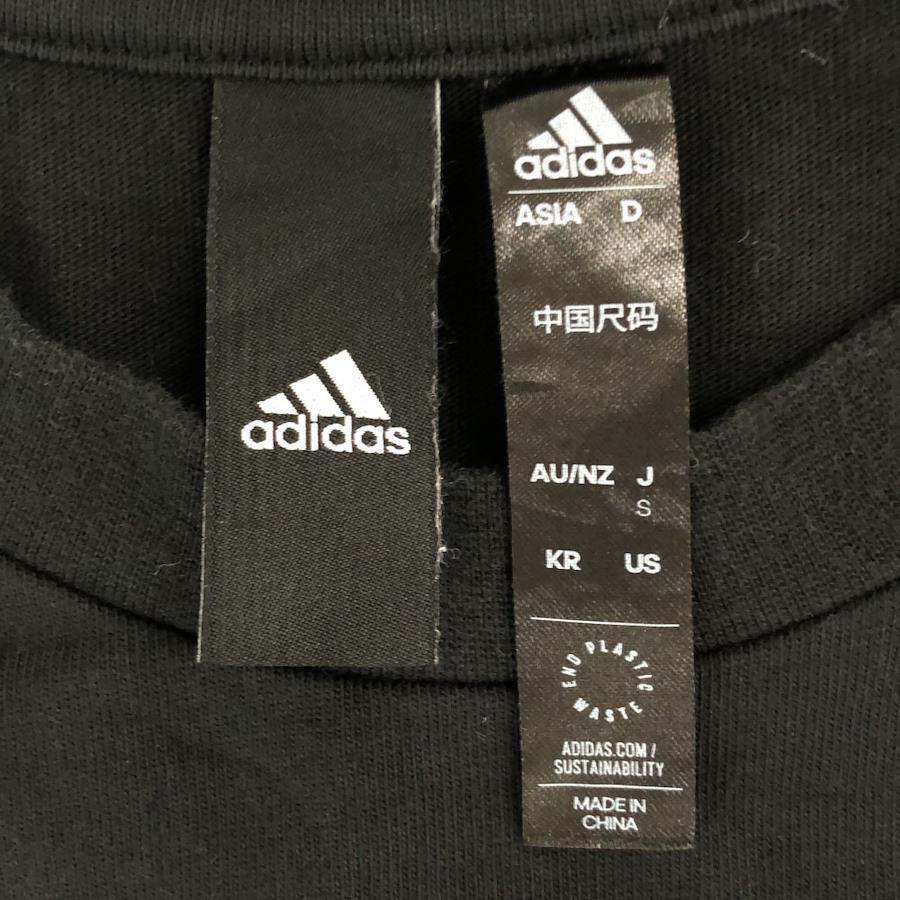 adidas
adidas
ASIA D
中国尺码
AU/NZ J
S
KR US
END PLASTIC WASTE
ADIDAS.COM /
SUSTAINABILITY
MADE IN
CHINA